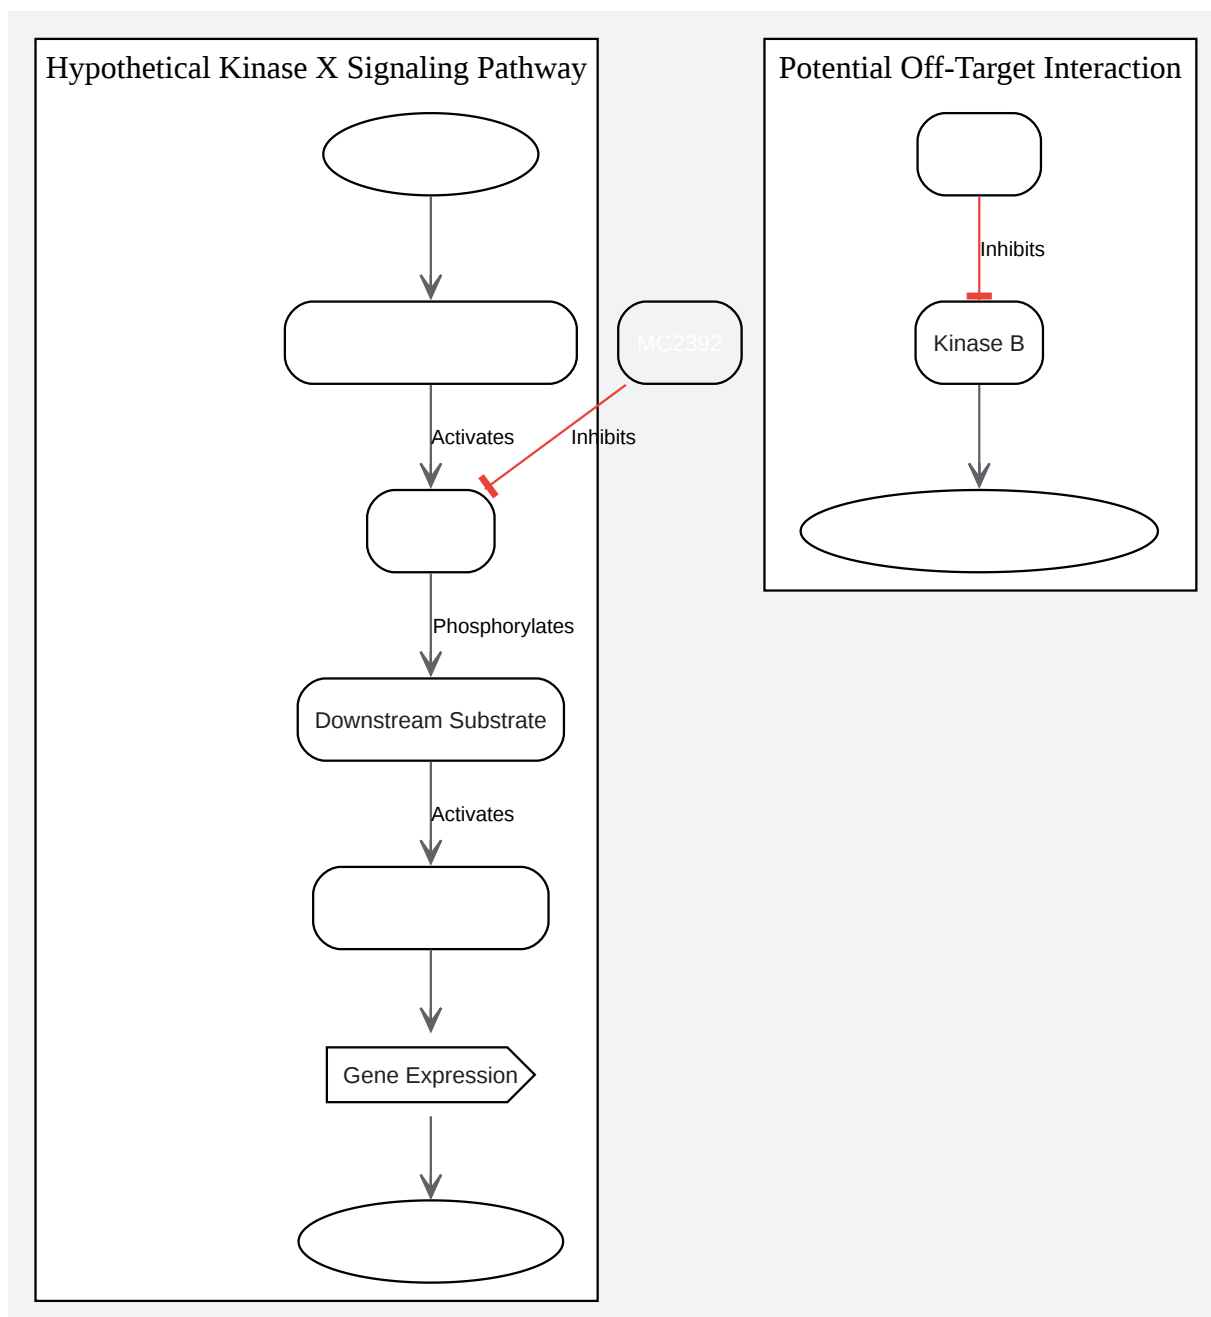 Hypothetical Kinase X Signaling Pathway
Potential Off-Target Interaction
Inhibits
MC2392
Kinase B
Activates
Inhibits
Phosphorylates
Downstream Substrate
Activates
Gene Expression